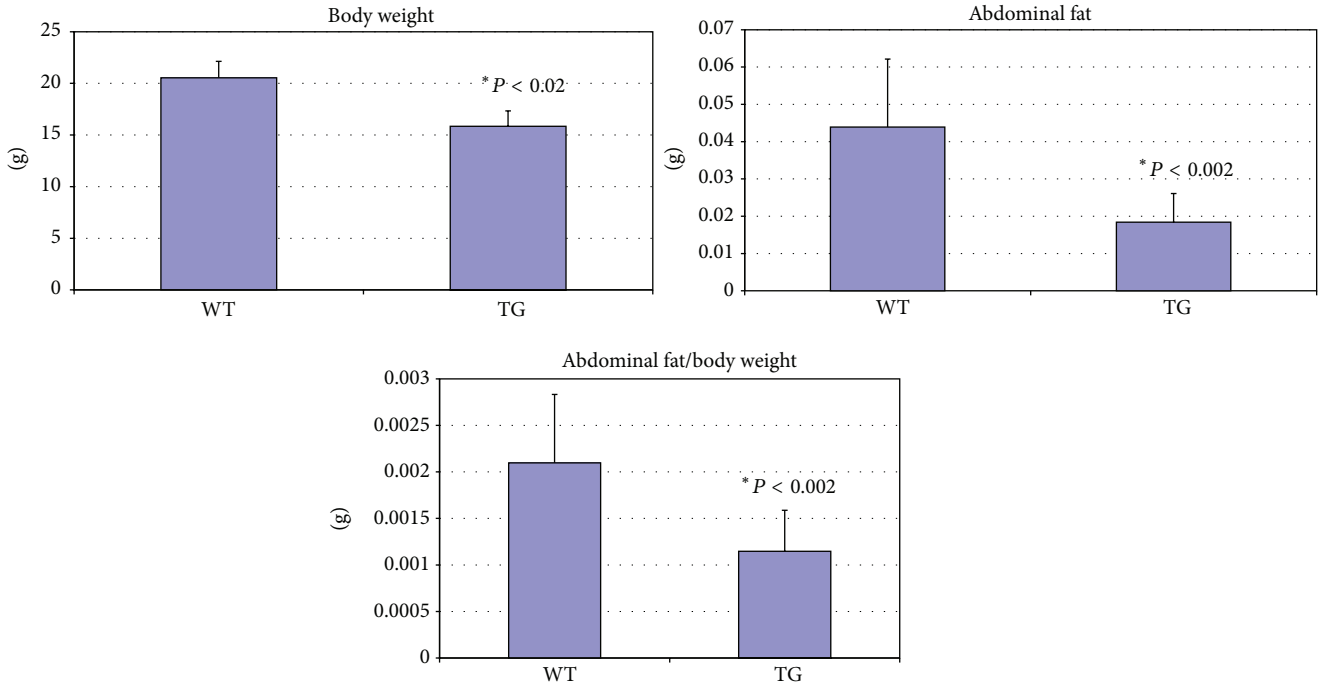 Body weight
25
20
15
10
5
0
(g)
* P < 0.02
WT
TG
Abdominal fat
0.07
0.06
0.05
0.04
0.03
0.02
0.01
0
(g)
* P < 0.002
WT
TG
Abdominal fat/body weight
0.003
0.0025
0.002
0.0015
0.001
0.0005
0
(g)
* P < 0.002
WT
TG